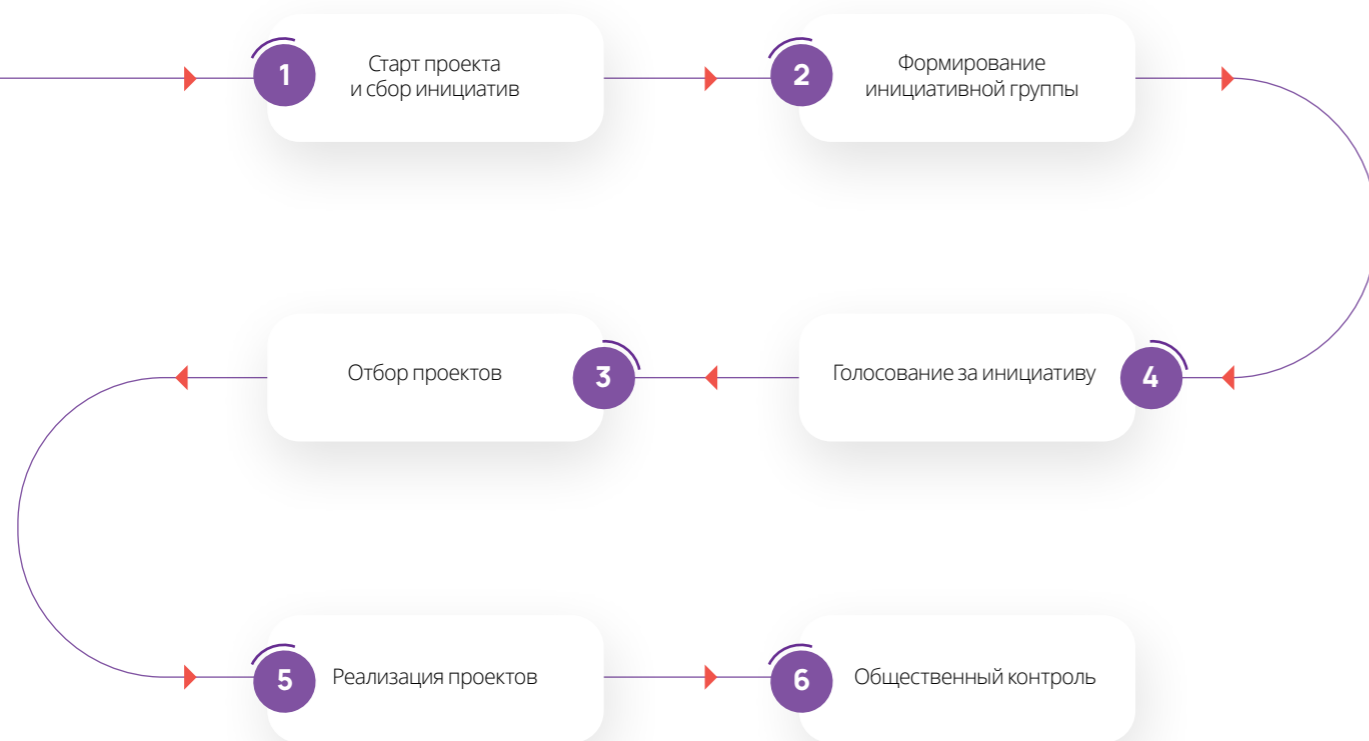 1
Старт проекта
и сбор инициатив
2
Формирование
инициативной группы
Отбор проектов
3
Голосование за инициативу
4
5
Реализация проектов
6
Общественный контроль